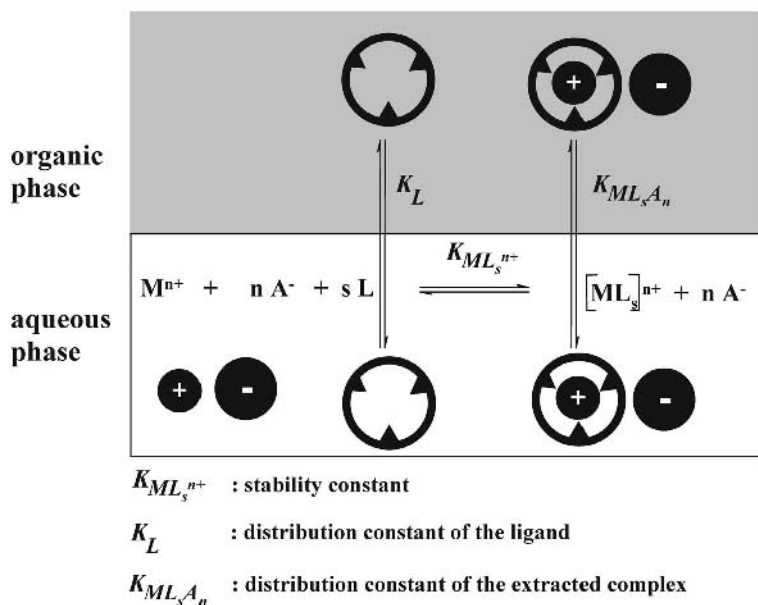 + -
organic
phase
K_L
K_{ML_sA_n}
K_{ML_s^{n+}}
M^{n+} + n A^- + s L
[ML_s]^{n+} + n A^-
aqueous
phase
+ - + -
K_{ML_s^{n+}} : stability constant
K_L : distribution constant of the ligand
K_{ML_sA_n} : distribution constant of the extracted complex